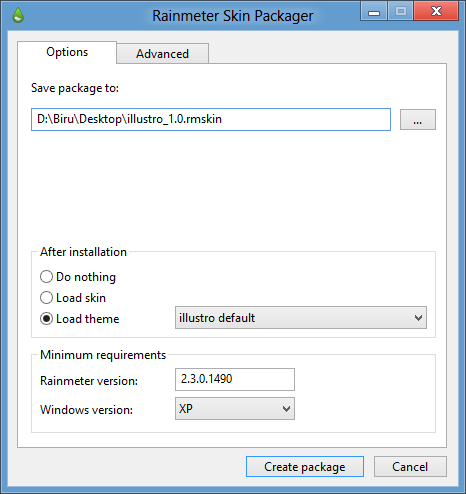 Rainmeter Skin Packager
Options
Advanced
Save package to:
D:\Biru\Desktop\illustro_1.0.rmskin
...
After installation
Do nothing
Load skin
Load theme
illustro default
Minimum requirements
Rainmeter version:
2.3.0.1490
Windows version:
XP
Create package
Cancel